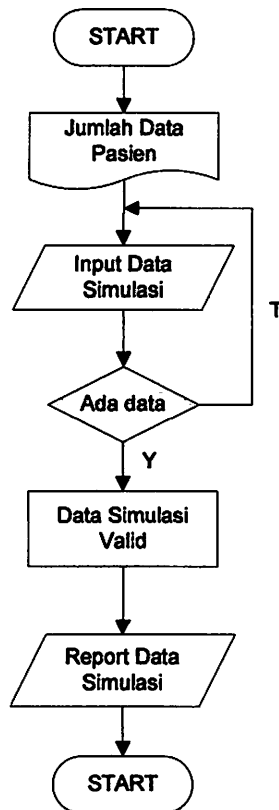 START
Jumlah Data
Pasien
Input Data
Simulasi
T
Ada data
Y
Data Simulasi
Valid
Report Data
Simulasi
START